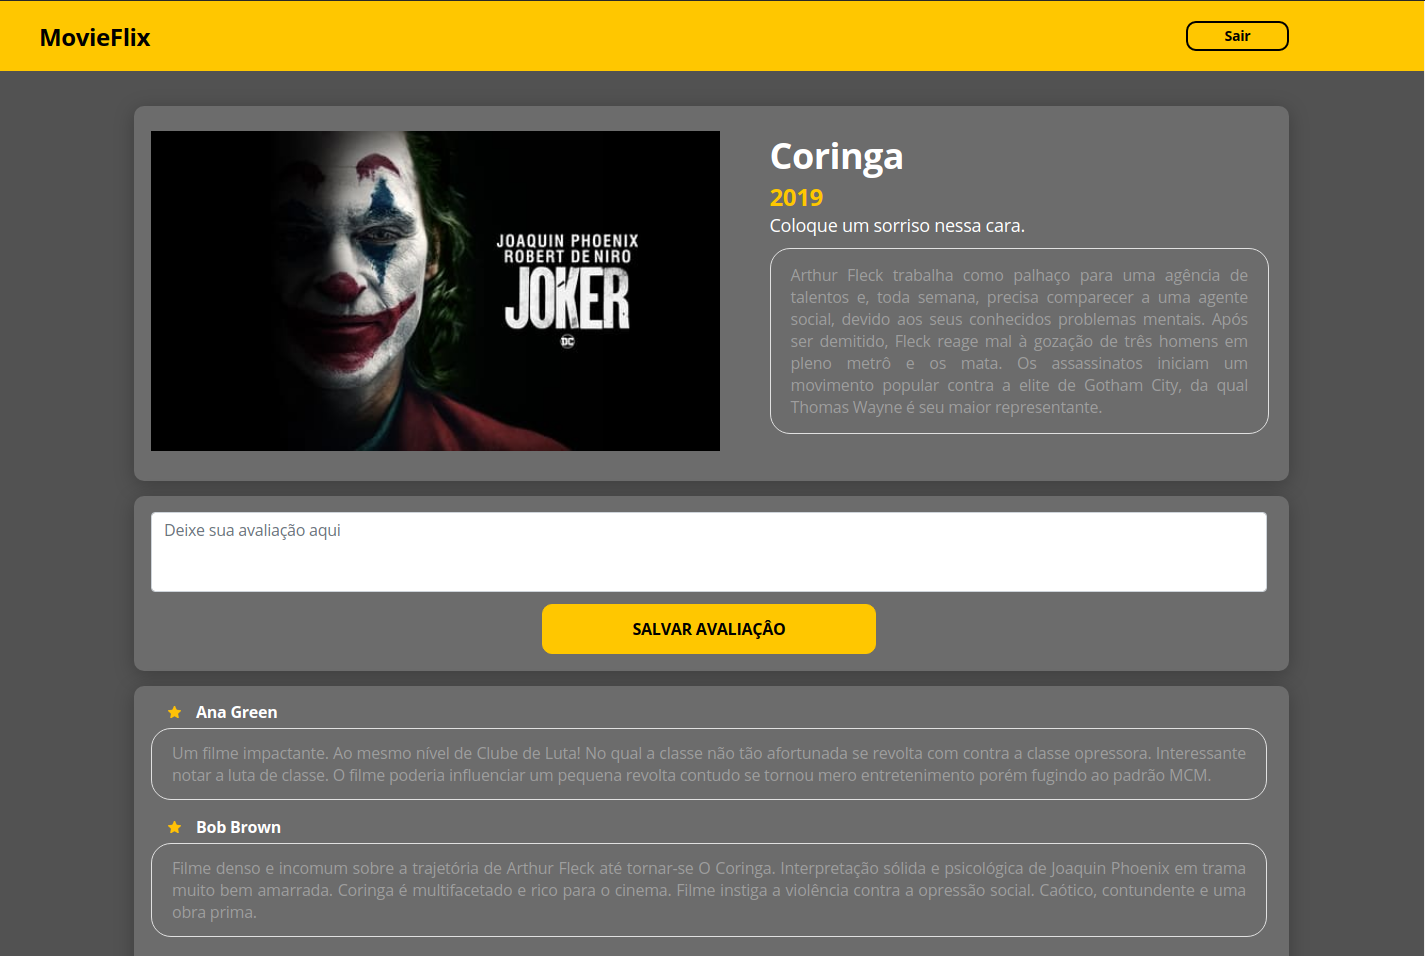 MovieFlix
Sair
JOAQUIN PHOENIX
ROBERT DE NIRO
JOKER
DC
Coringa
2019
Coloque um sorriso nessa cara.
Arthur Fleck trabalha como palhaço para uma agência de
talentos e, toda semana, precisa comparecer a uma agente
social, devido aos seus conhecidos problemas mentais. Após
ser demitido, Fleck reage mal à gozação de três homens em
pleno metrô e os mata. Os assassinatos iniciam um
movimento popular contra a elite de Gotham City, da qual
Thomas Wayne é seu maior representante.
Deixe sua avaliação aqui
SALVAR AVALIAÇÂO
Ana Green
Um filme impactante. Ao mesmo nível de Clube de Luta! No qual a classe não tão afortunada se revolta com contra a classe opressora. Interessante
notar a luta de classe. O filme poderia influenciar um pequena revolta contudo se tornou mero entretenimento porém fugindo ao padrão MCM.
Bob Brown
Filme denso e incomum sobre a trajetória de Arthur Fleck até tornar-se O Coringa. Interpretação sólida e psicológica de Joaquin Phoenix em trama
muito bem amarrada. Coringa é multifacetado e rico para o cinema. Filme instiga a violência contra a opressão social. Caótico, contundente e uma
obra prima.